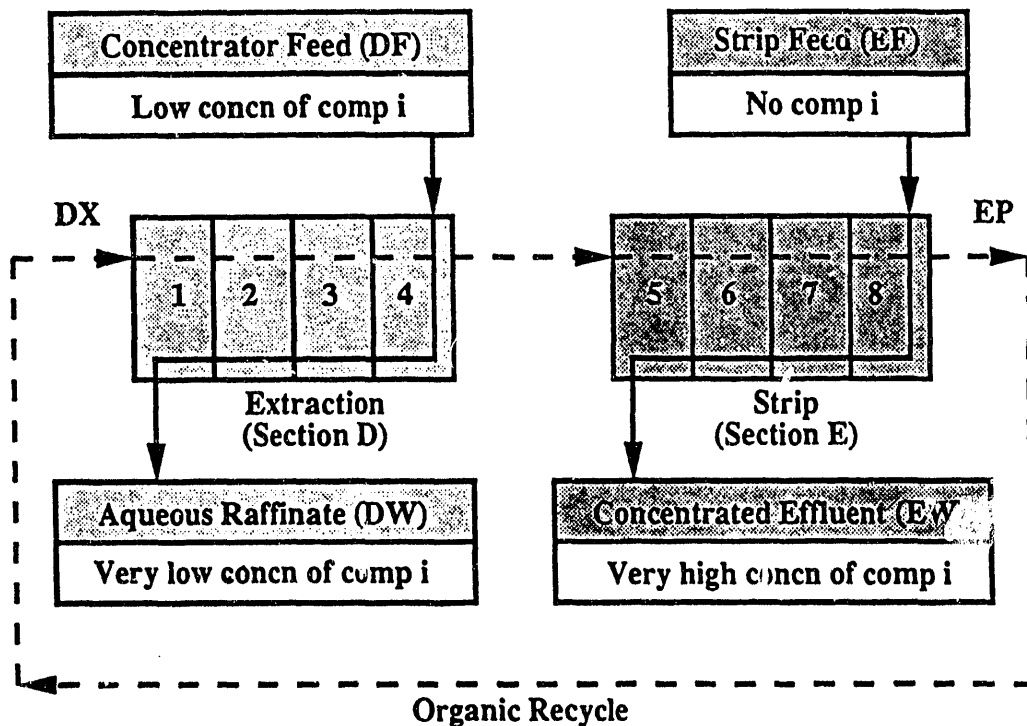 Concentrator Feed (DF)
Low concn of comp i
Strip Feed (EF)
No comp i
DX
EP
1 2 3 4
5 6 7 8
Extraction
(Section D)
Strip
(Section E)
Aqueous Raffinate (DW)
Very low concn of comp i
Concentrated Effluent (EW
Very high concn of comp i
Organic Recycle